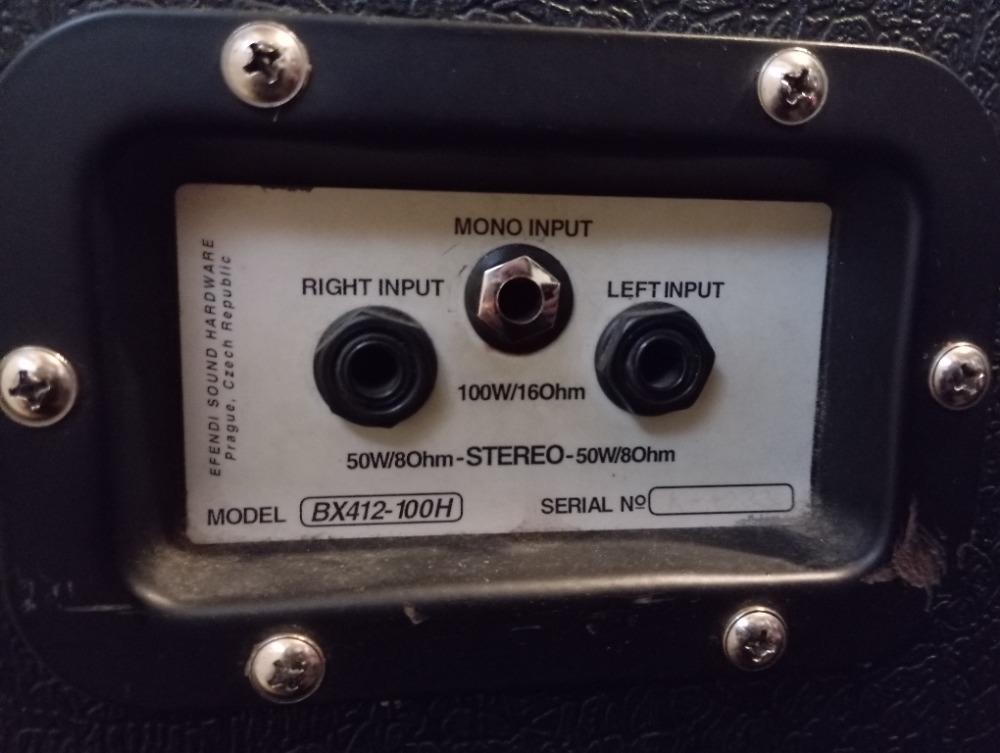 MONO INPUT
RIGHT INPUT
LEFT INPUT
EFENDI SOUND HARDWARE
Prague, Czech Republic
100W/16Ohm
50W/8Ohm-STEREO-50W/8Ohm
MODEL BX412-100H
SERIAL Nº